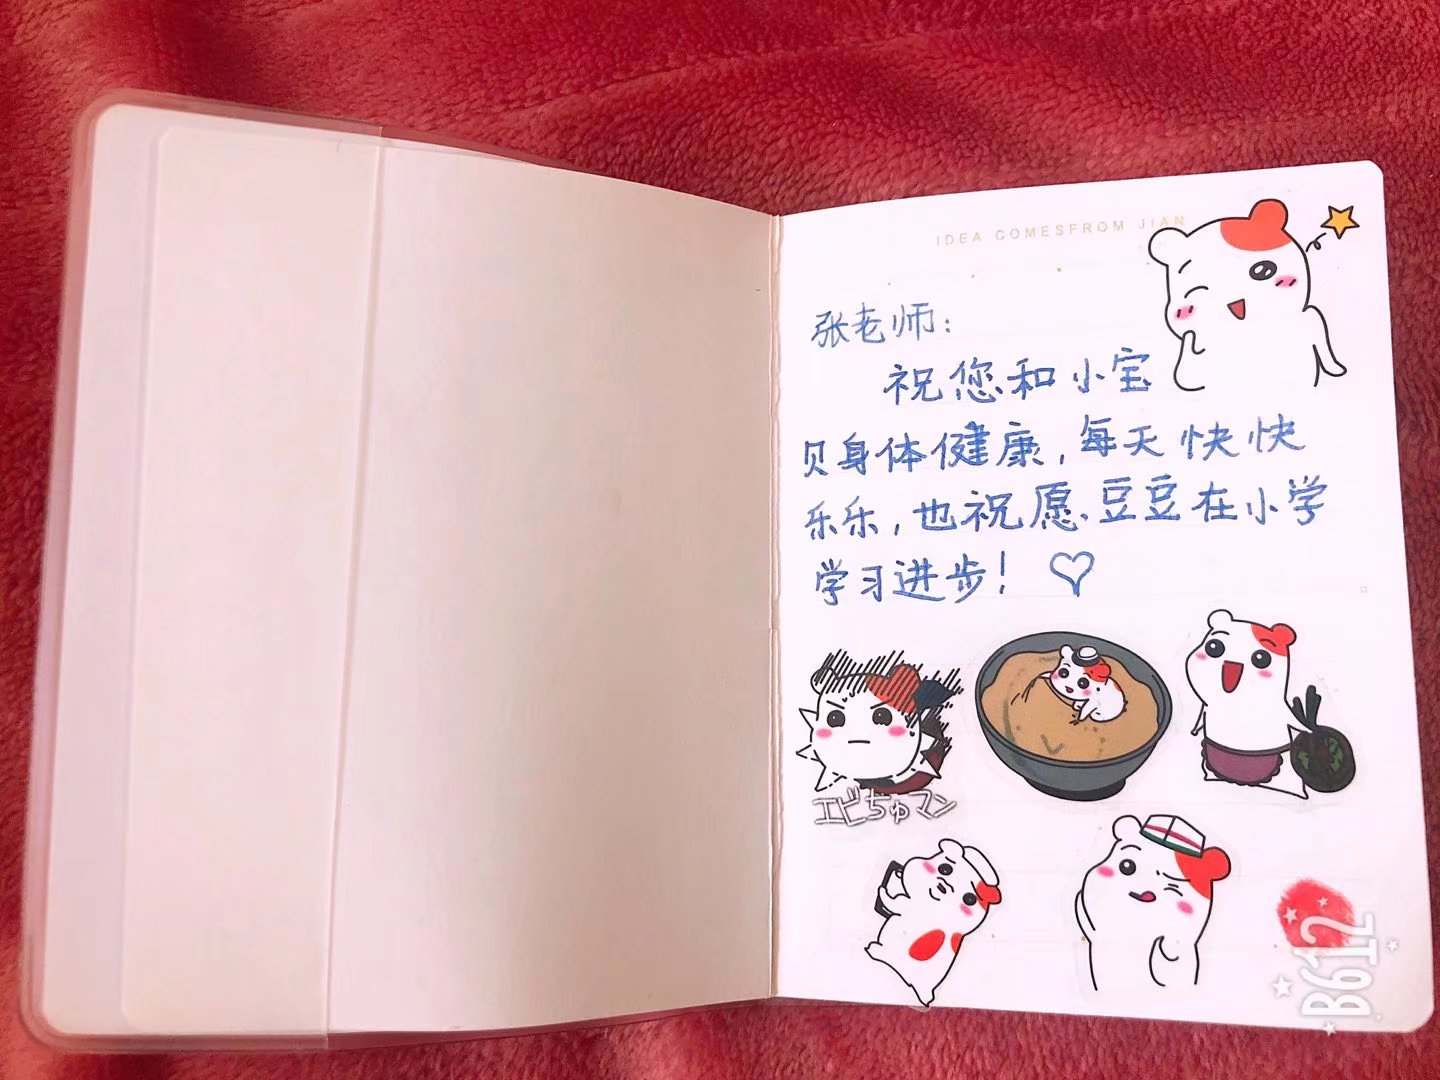 IDEA COMESFROM JIAN
张老师：
祝您和小宝
贝身体健康，每天快快
乐乐，也祝愿豆豆在小学
学习进步！♡
エビちゅマン
B612